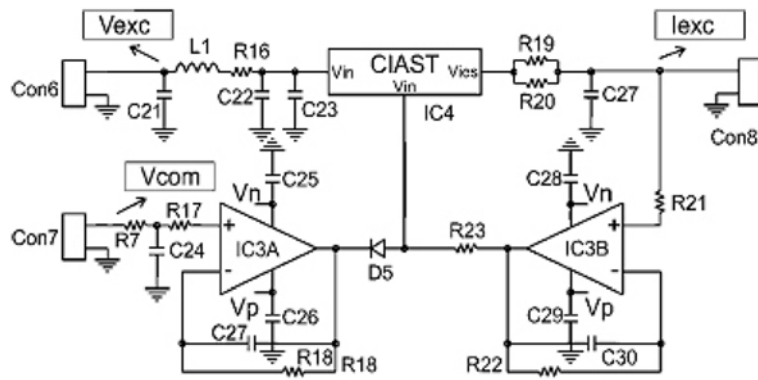 Vexc
Iexc
L1
R16
R19
CIAST
Vin
Vics
Vin
Con6
C21
C22
C23
IC4
R20
C27
Con8
C25
C28
Vcom
Vn
Vn
R21
R17
+
+
Con7
R7
C24
IC3A
R23
IC3B
-
-
D5
Vp
Vp
C26
C29
C27
C30
R18
R18
R22